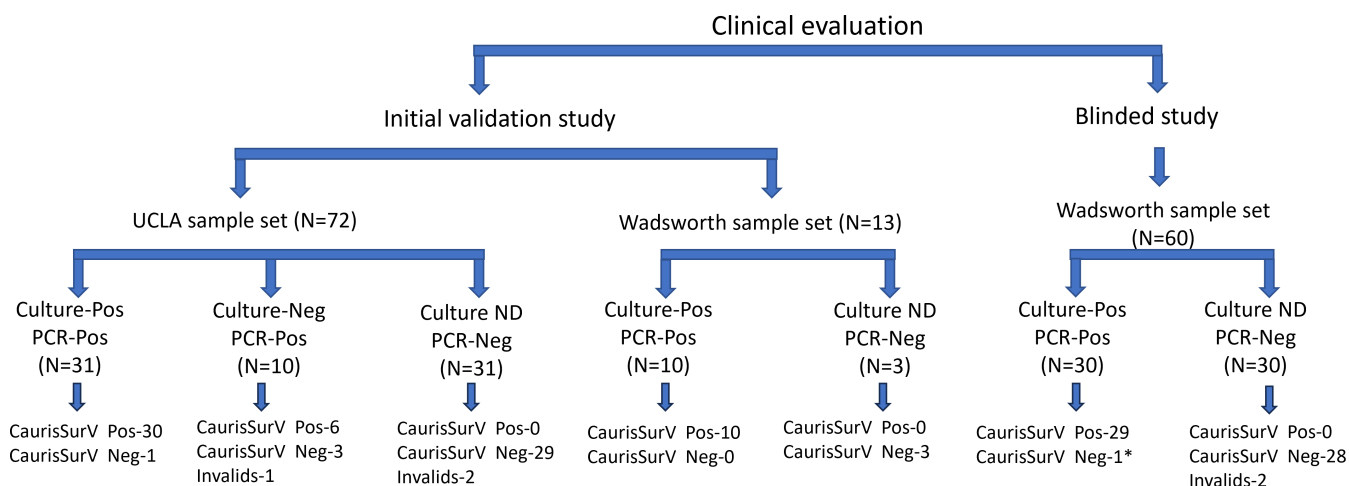 Clinical evaluation
Initial validation study
Blinded study
UCLA sample set (N=72)
Wadsworth sample set (N=13)
Wadsworth sample set
(N=60)
Culture-Pos
PCR-Pos
(N=31)
Culture-Neg
PCR-Pos
(N=10)
Culture ND
PCR-Neg
(N=31)
Culture-Pos
PCR-Pos
(N=10)
Culture ND
PCR-Neg
(N=3)
Culture-Pos
PCR-Pos
(N=30)
Culture ND
PCR-Neg
(N=30)
CaurisSurV Pos-30
CaurisSurV Neg-1
CaurisSurV Pos-6
CaurisSurV Neg-3
Invalids-1
CaurisSurV Pos-0
CaurisSurV Neg-29
Invalids-2
CaurisSurV Pos-10
CaurisSurV Neg-0
CaurisSurV Pos-0
CaurisSurV Neg-3
CaurisSurV Pos-29
CaurisSurV Neg-1*
CaurisSurV Pos-0
CaurisSurV Neg-28
Invalids-2